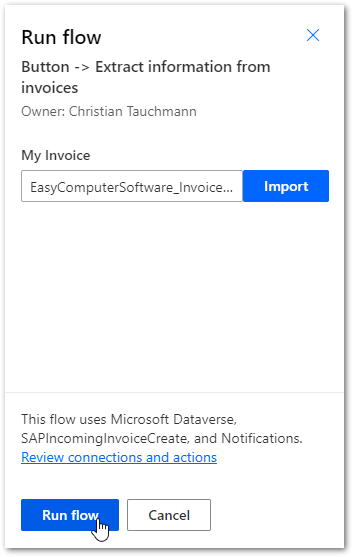 Run flow
Button -> Extract information from
invoices
Owner: Christian Tauchmann
My Invoice
EasyComputerSoftware_Invoice...
Import
This flow uses Microsoft Dataverse,
SAPIncomingInvoiceCreate, and Notifications.
Review connections and actions
Run flow
Cancel